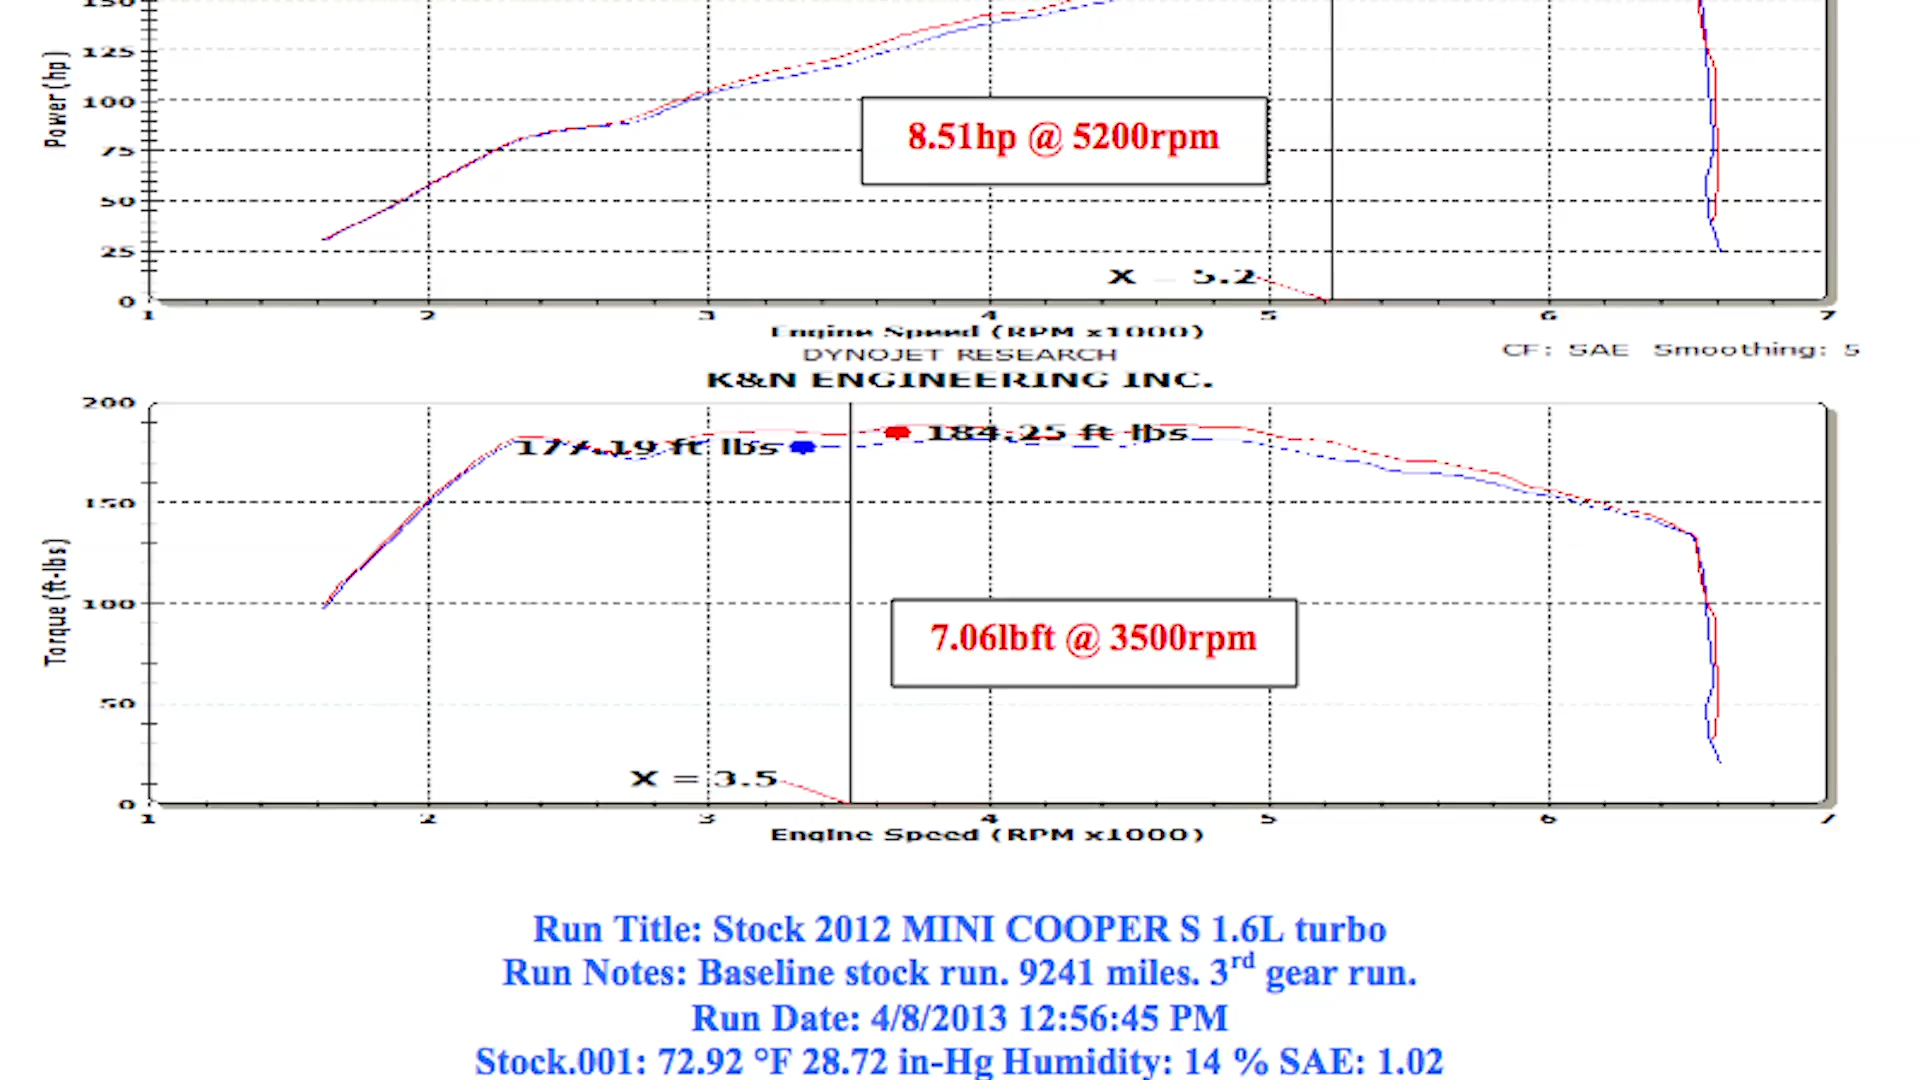 150
125
Power (hp)
100
8.51hp @ 5200rpm
75
50
25
X = 5.2
0
1 2 3 4 5 6 7
Engine Speed (RPM x1000)
DYNOJET RESEARCH
CF: SAE Smoothing: 5
K&N ENGINEERING INC.
200
177.19 ft lbs 184.25 ft lbs
150
Torque (ft-lbs)
100
7.06lbft @ 3500rpm
50
X = 3.5
0
1 2 3 4 5 6 7
Engine Speed (RPM x1000)
Run Title: Stock 2012 MINI COOPER S 1.6L turbo
Run Notes: Baseline stock run. 9241 miles. 3rd gear run.
Run Date: 4/8/2013 12:56:45 PM
Stock.001: 72.92 °F 28.72 in-Hg Humidity: 14 % SAE: 1.02